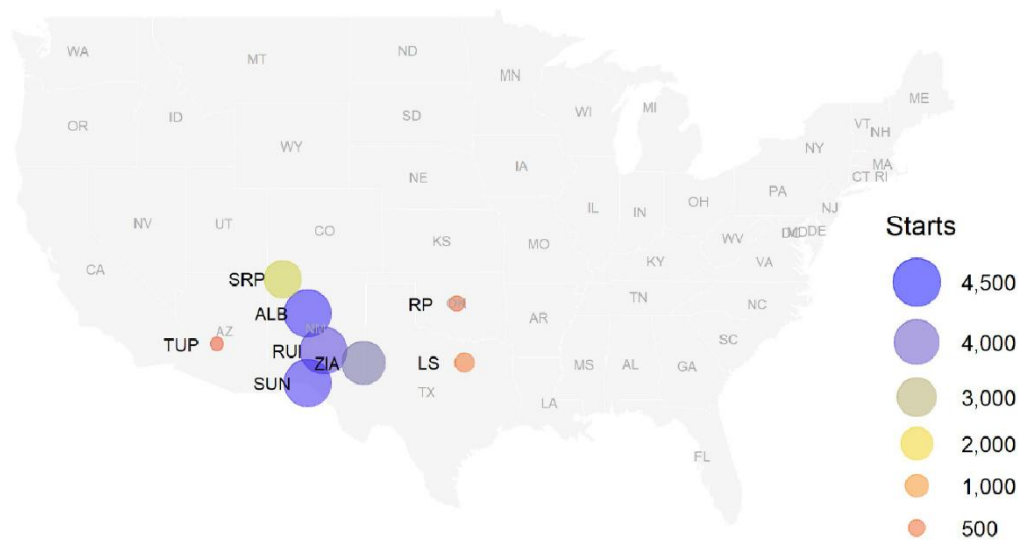 WA
MT
ND
MN
OR
ID
SD
WI
MI
ME
VT
NH
WY
NY
MA
CT RI
IA
NE
PA
NJ
NV
UT
CO
IL
IN
OH
KS
MO
WV
DE
VA
KY
CA
Starts
4,500
4,000
3,000
2,000
1,000
500
SRP
ALB
RP
TN
NC
AR
AZ
NM
TUP
RUI
ZIA
LS
SC
MS
AL
GA
SUN
TX
LA
FL